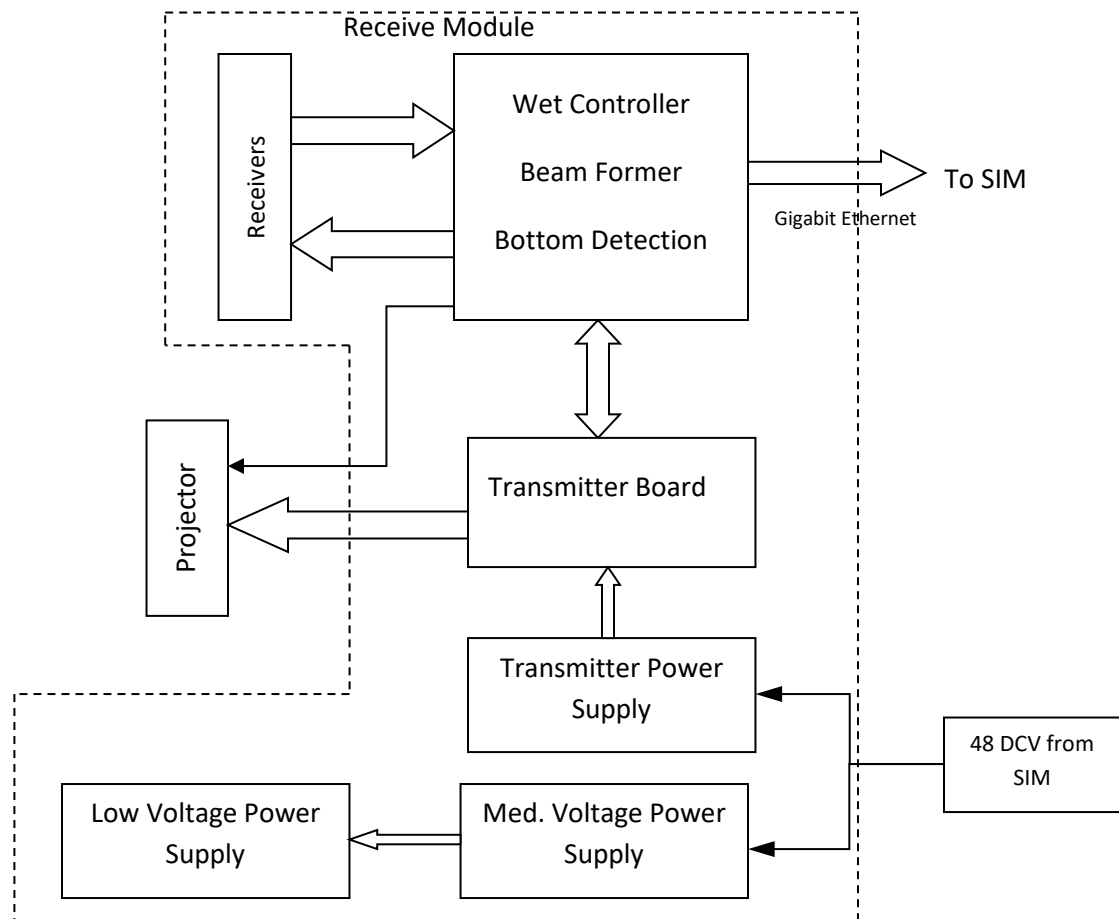 Receive Module
Receivers
Wet Controller
Beam Former
Bottom Detection
To SIM
Gigabit Ethernet
Projector
Transmitter Board
Transmitter Power
Supply
48 DCV from
SIM
Low Voltage Power
Supply
Med. Voltage Power
Supply